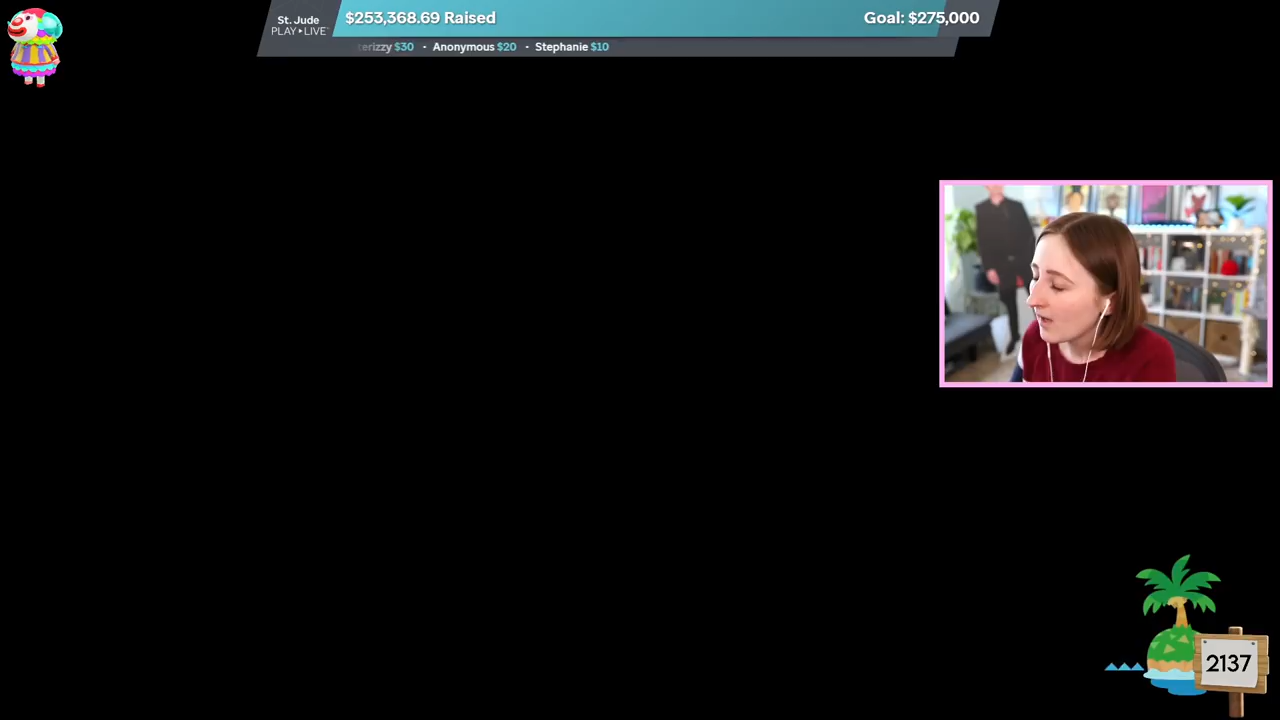 St. Jude
PLAY LIVE
$253,368.69 Raised
Goal: $275,000
$30 · Anonymous $20 · Stephanie $10
2137